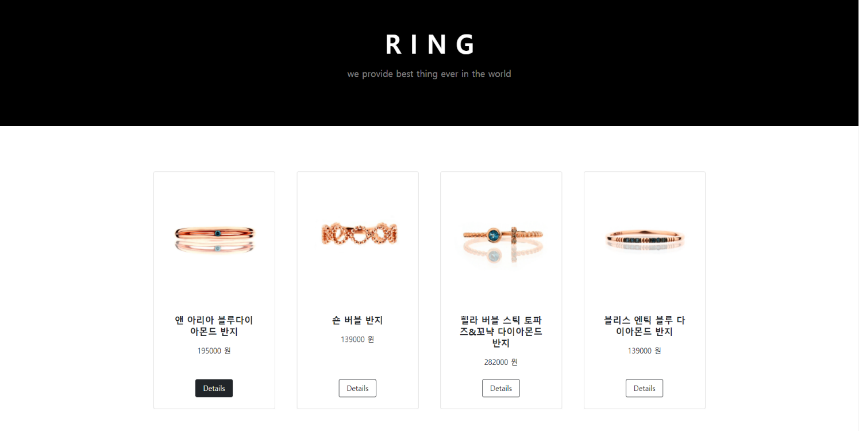 RING
we provide best thing ever in the world
앤 아리아 블루다이
아몬드 반지
195000 원
Details
숀 버블 반지
139000 원
Details
힐라 버블 스틱 토파
즈&꼬냑 다이아몬드
반지
282000 원
Details
블리스 엔틱 블루 다
이아몬드 반지
139000 원
Details